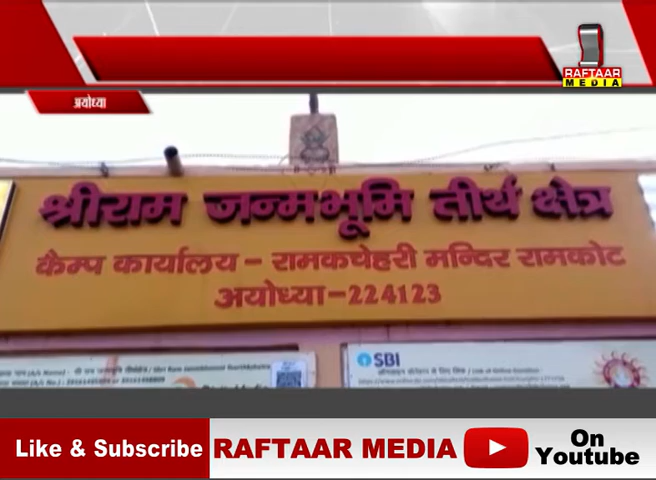 RAFTAAR
MEDIA
अयोध्या
श्रीराम जन्मभूमि तीर्थ क्षेत्र
कैम्प कार्यालय - रामकचेहरी मन्दिर रामकोट
अयोध्या-224123
SBI
Like & Subscribe RAFTAAR MEDIA On Youtube